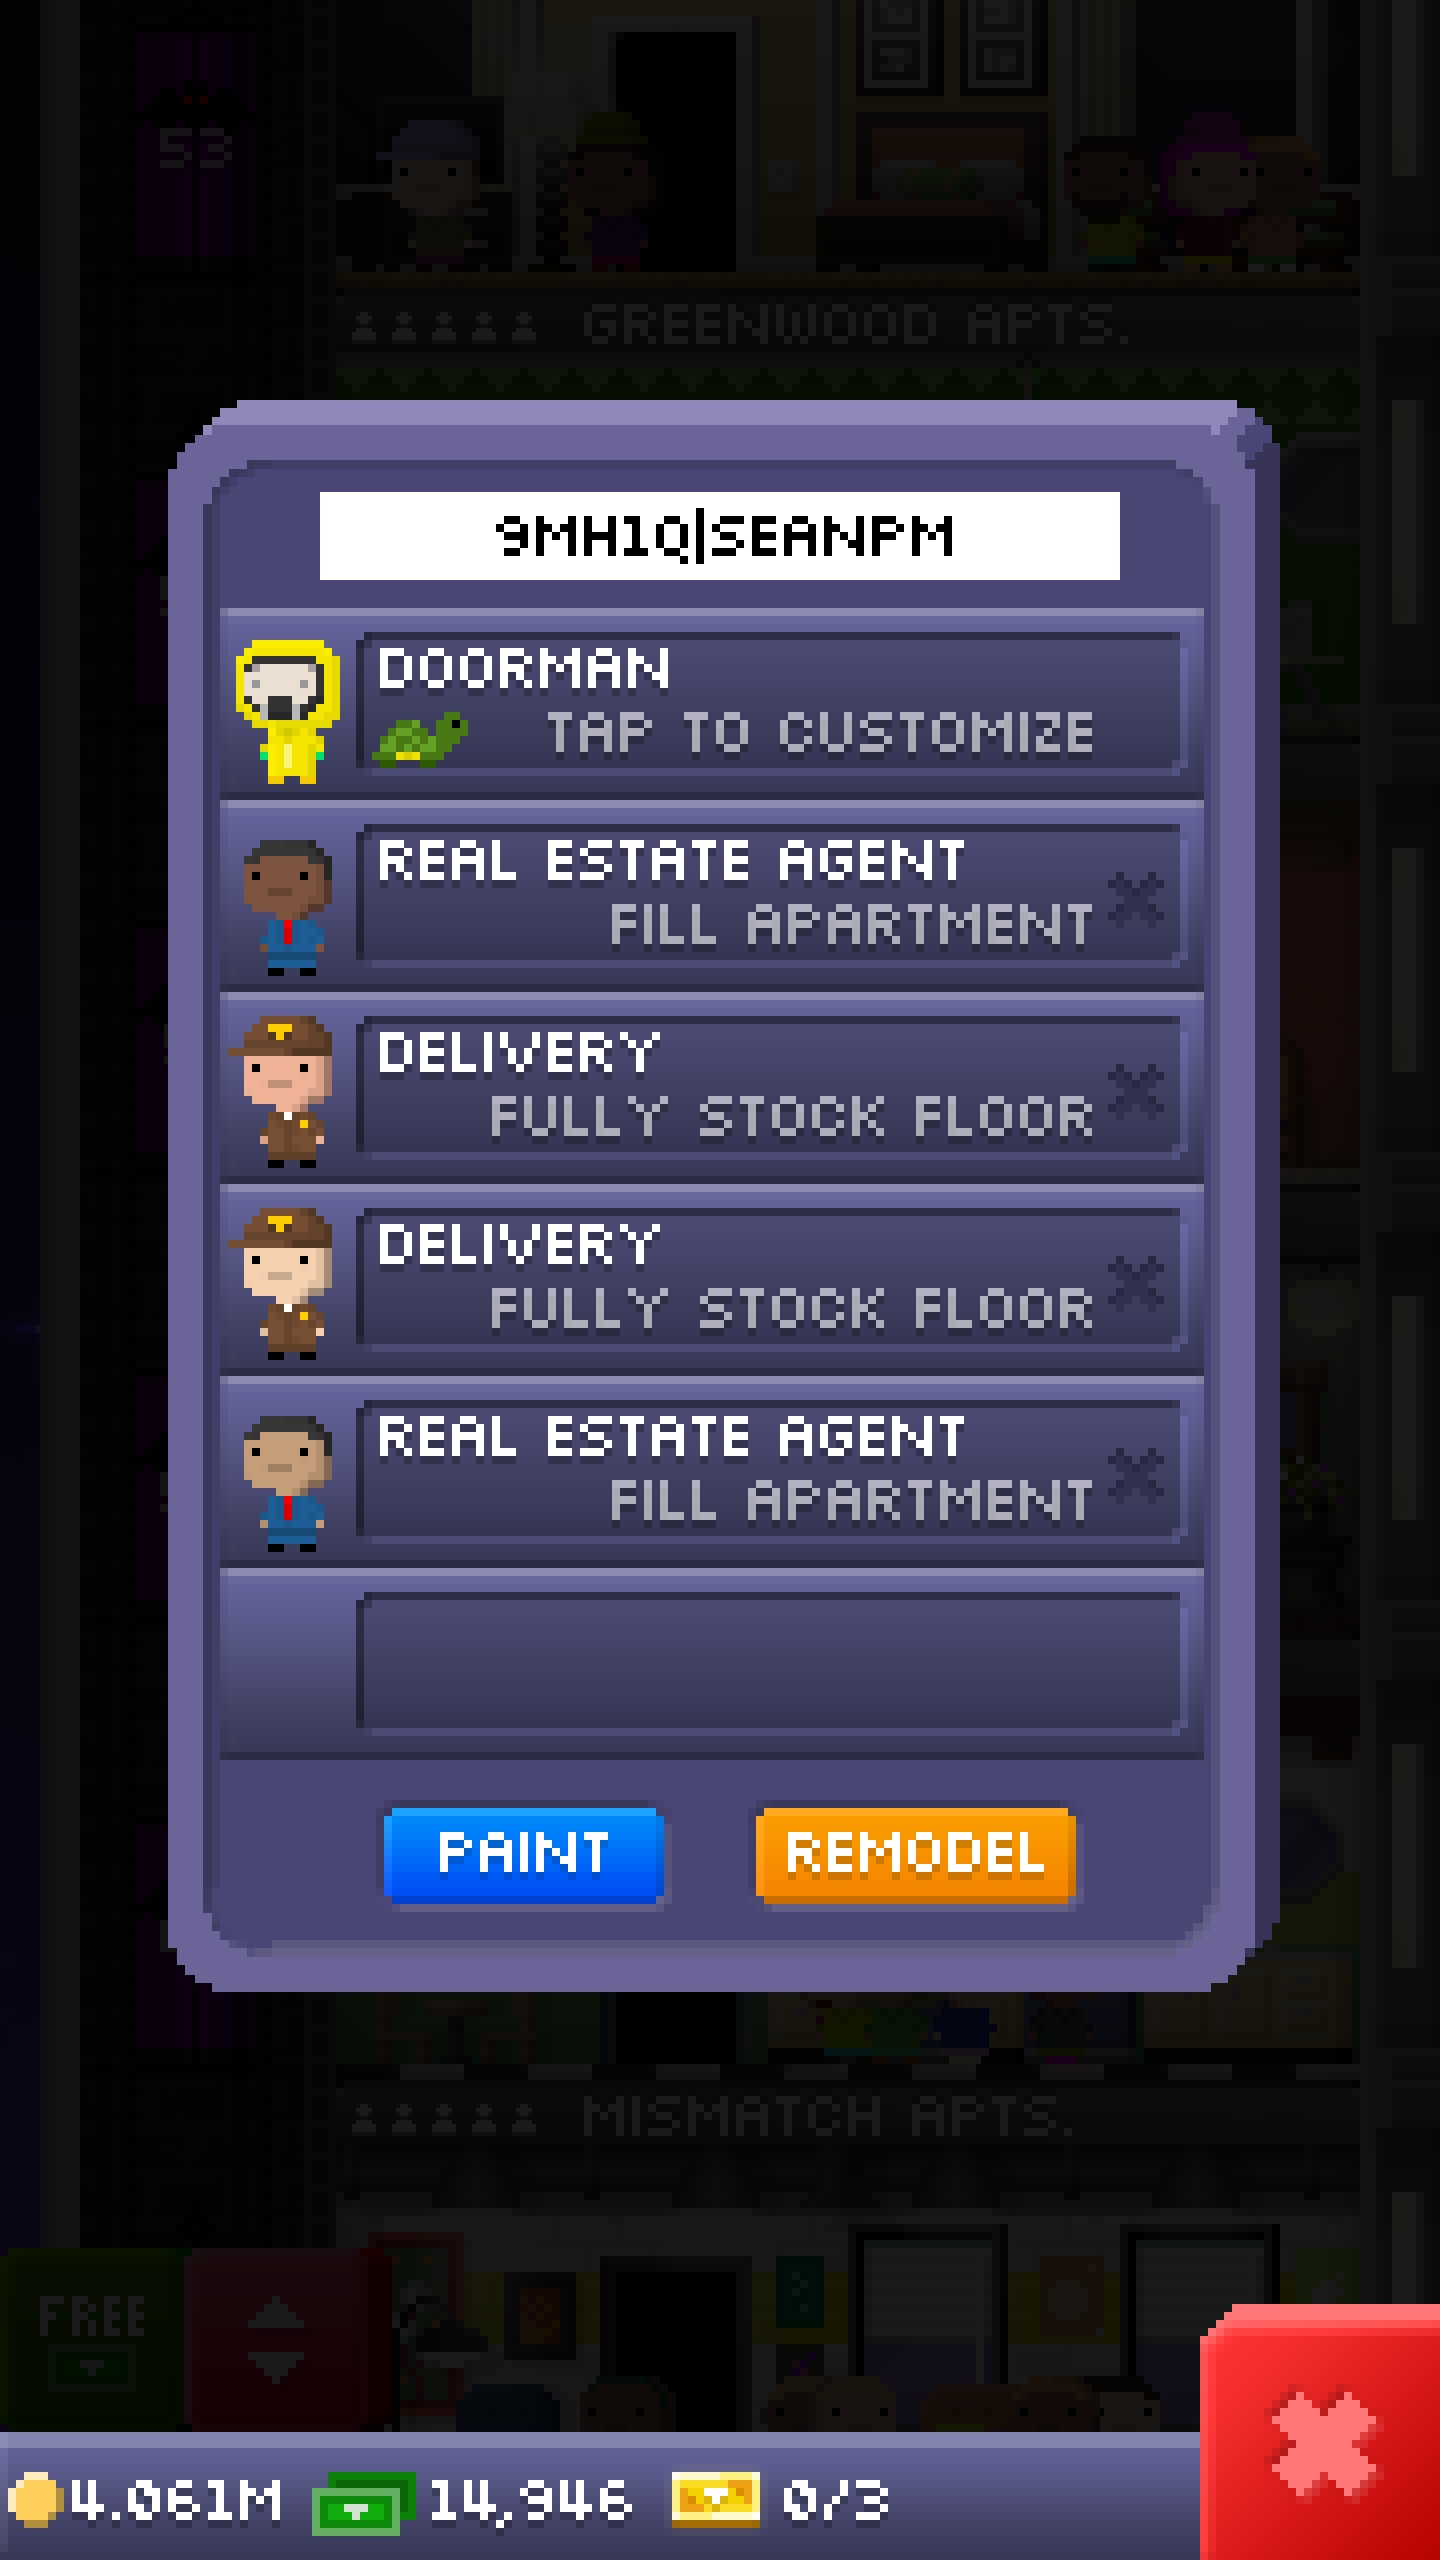 53
GREENWOOD APTS.
9MH1Q|SEANPM
DOORMAN
TAP TO CUSTOMIZE
REAL ESTATE AGENT
FILL APARTMENT
DELIVERY
FULLY STOCK FLOOR
DELIVERY
FULLY STOCK FLOOR
REAL ESTATE AGENT
FILL APARTMENT
PAINT REMODEL
MISMATCH APTS.
FREE
4.061M 14,946 0/3